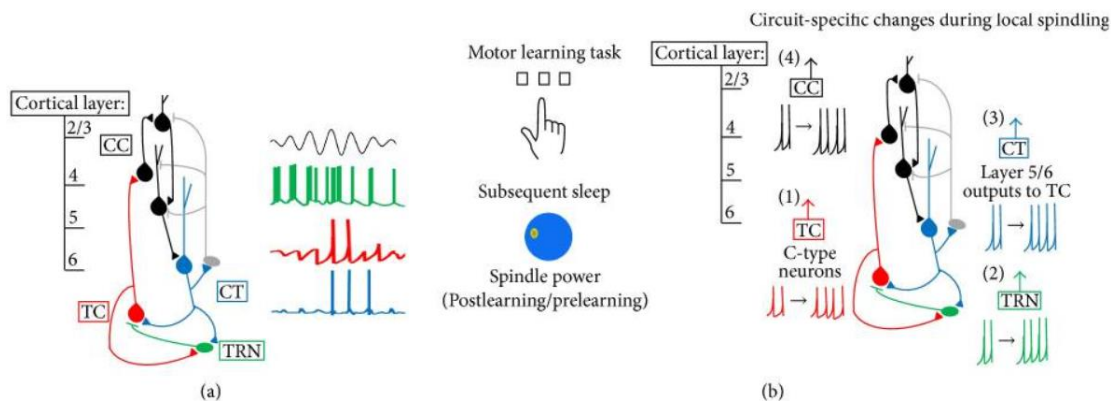 Cortical layer:
2/3
4
5
6
CC
TC
CT
TRN
(a)
Motor learning task
Subsequent sleep
Spindle power
(Postlearning/prelearning)
Circuit-specific changes during local spindling
Cortical layer:
2/3
4
5
6
(4)
CC
(3)
CT
Layer 5/6
outputs to TC
(1)
TC
C-type
neurons
(2)
TRN
(b)